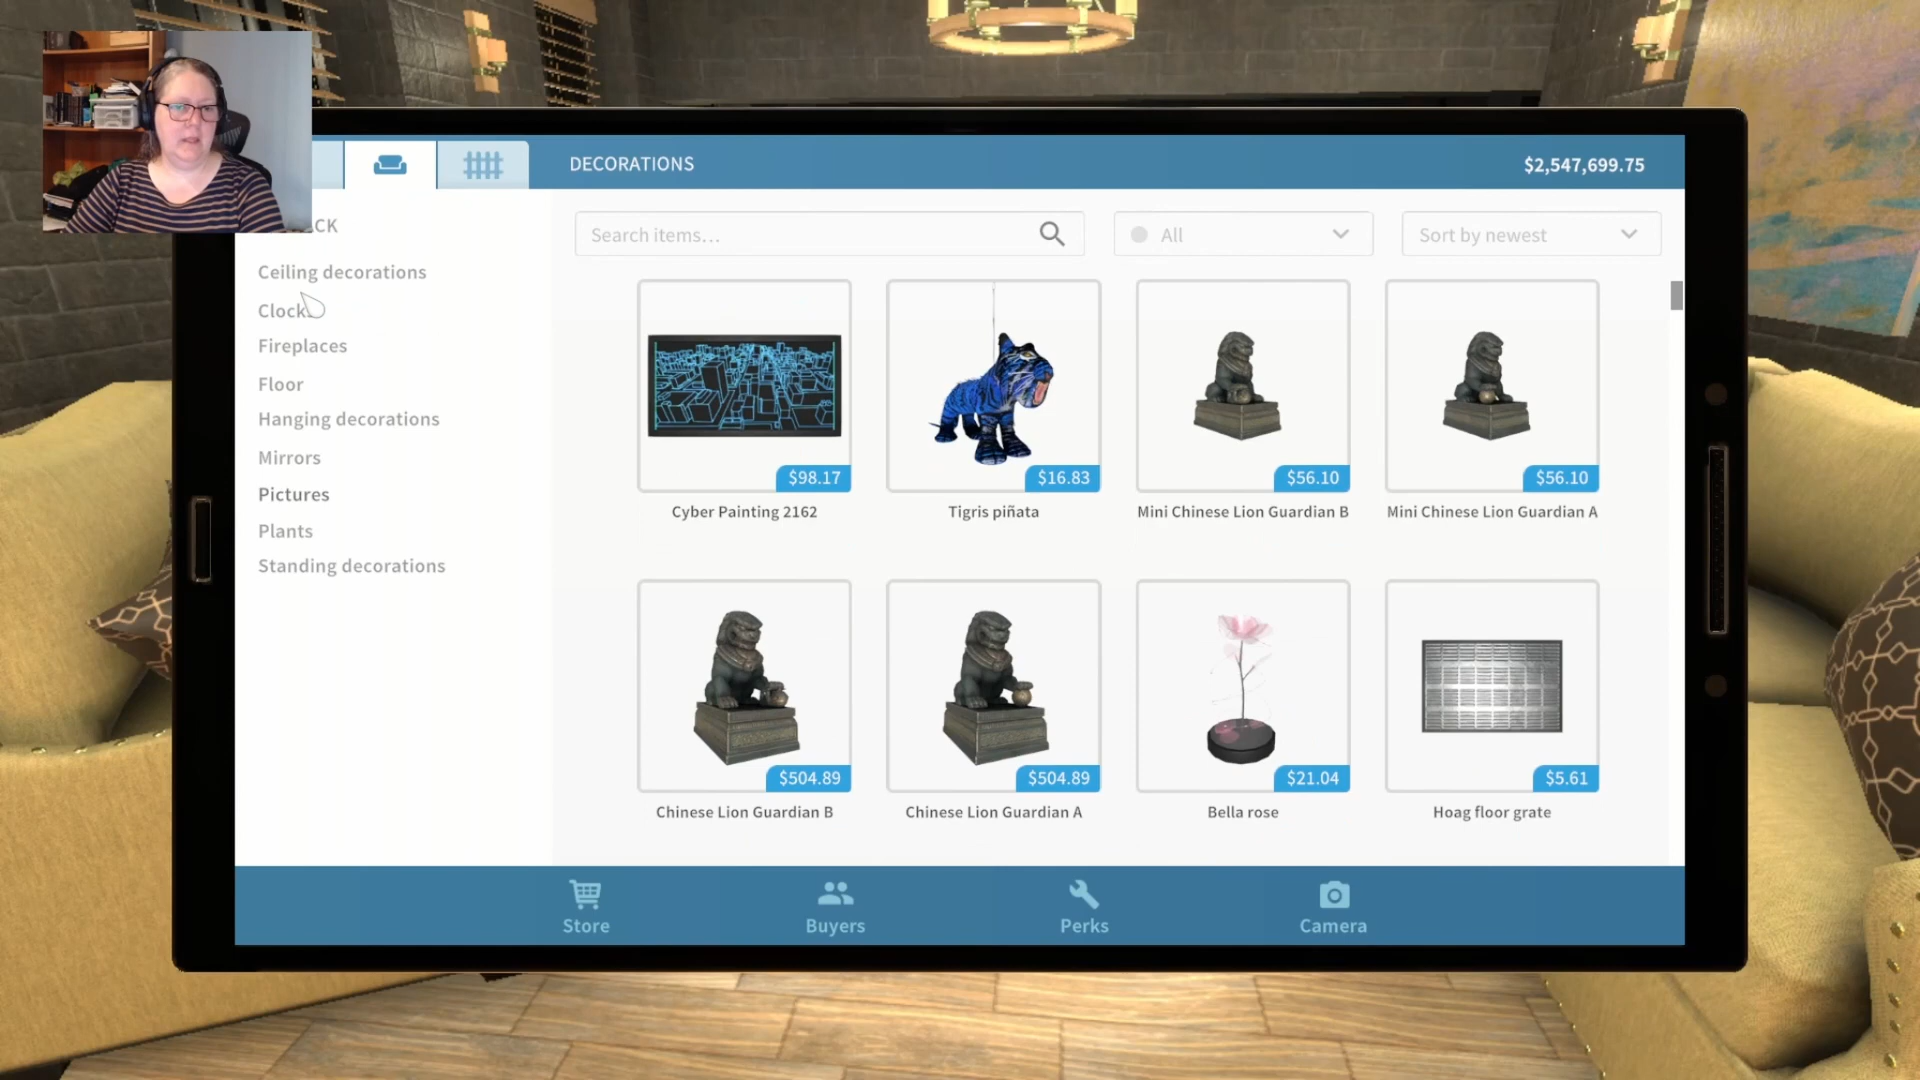 DECORATIONS
$2,547,699.75
CK
Search items...
All
Sort by newest
Ceiling decorations
Clocks
Fireplaces
Floor
Hanging decorations
Mirrors
Pictures
Plants
Standing decorations
$98.17
$16.83
$56.10
$56.10
Cyber Painting 2162
Tigris piñata
Mini Chinese Lion Guardian B
Mini Chinese Lion Guardian A
$504.89
$504.89
$21.04
$5.61
Chinese Lion Guardian B
Chinese Lion Guardian A
Bella rose
Hoag floor grate
Store
Buyers
Perks
Camera